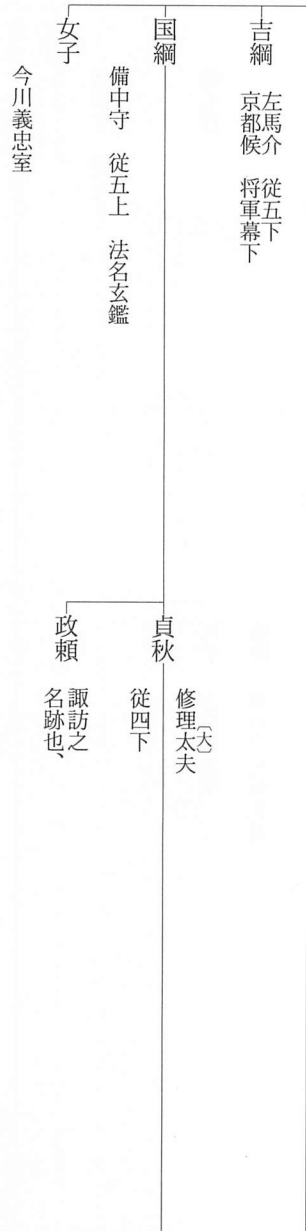 吉綱
左馬介　従五下
京都候　将軍幕下
国綱
備中守　従五上　法名玄鑑
女子
今川義忠室
貞秋
修理太夫
〔大〕
従四下
政頼
諏訪之
名跡也、